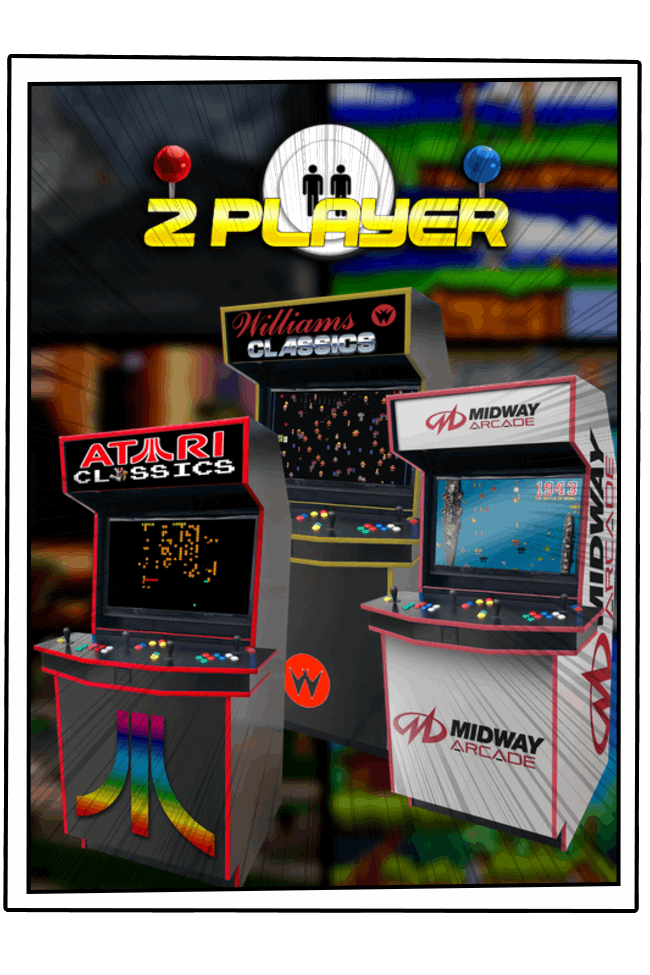 2 PLAYER
Williams
CLASSICS
ATARI
CLASSICS
MIDWAY
ARCADE
1943
MIDWAY
ARCADE
W
MIDWAY
ARCADE